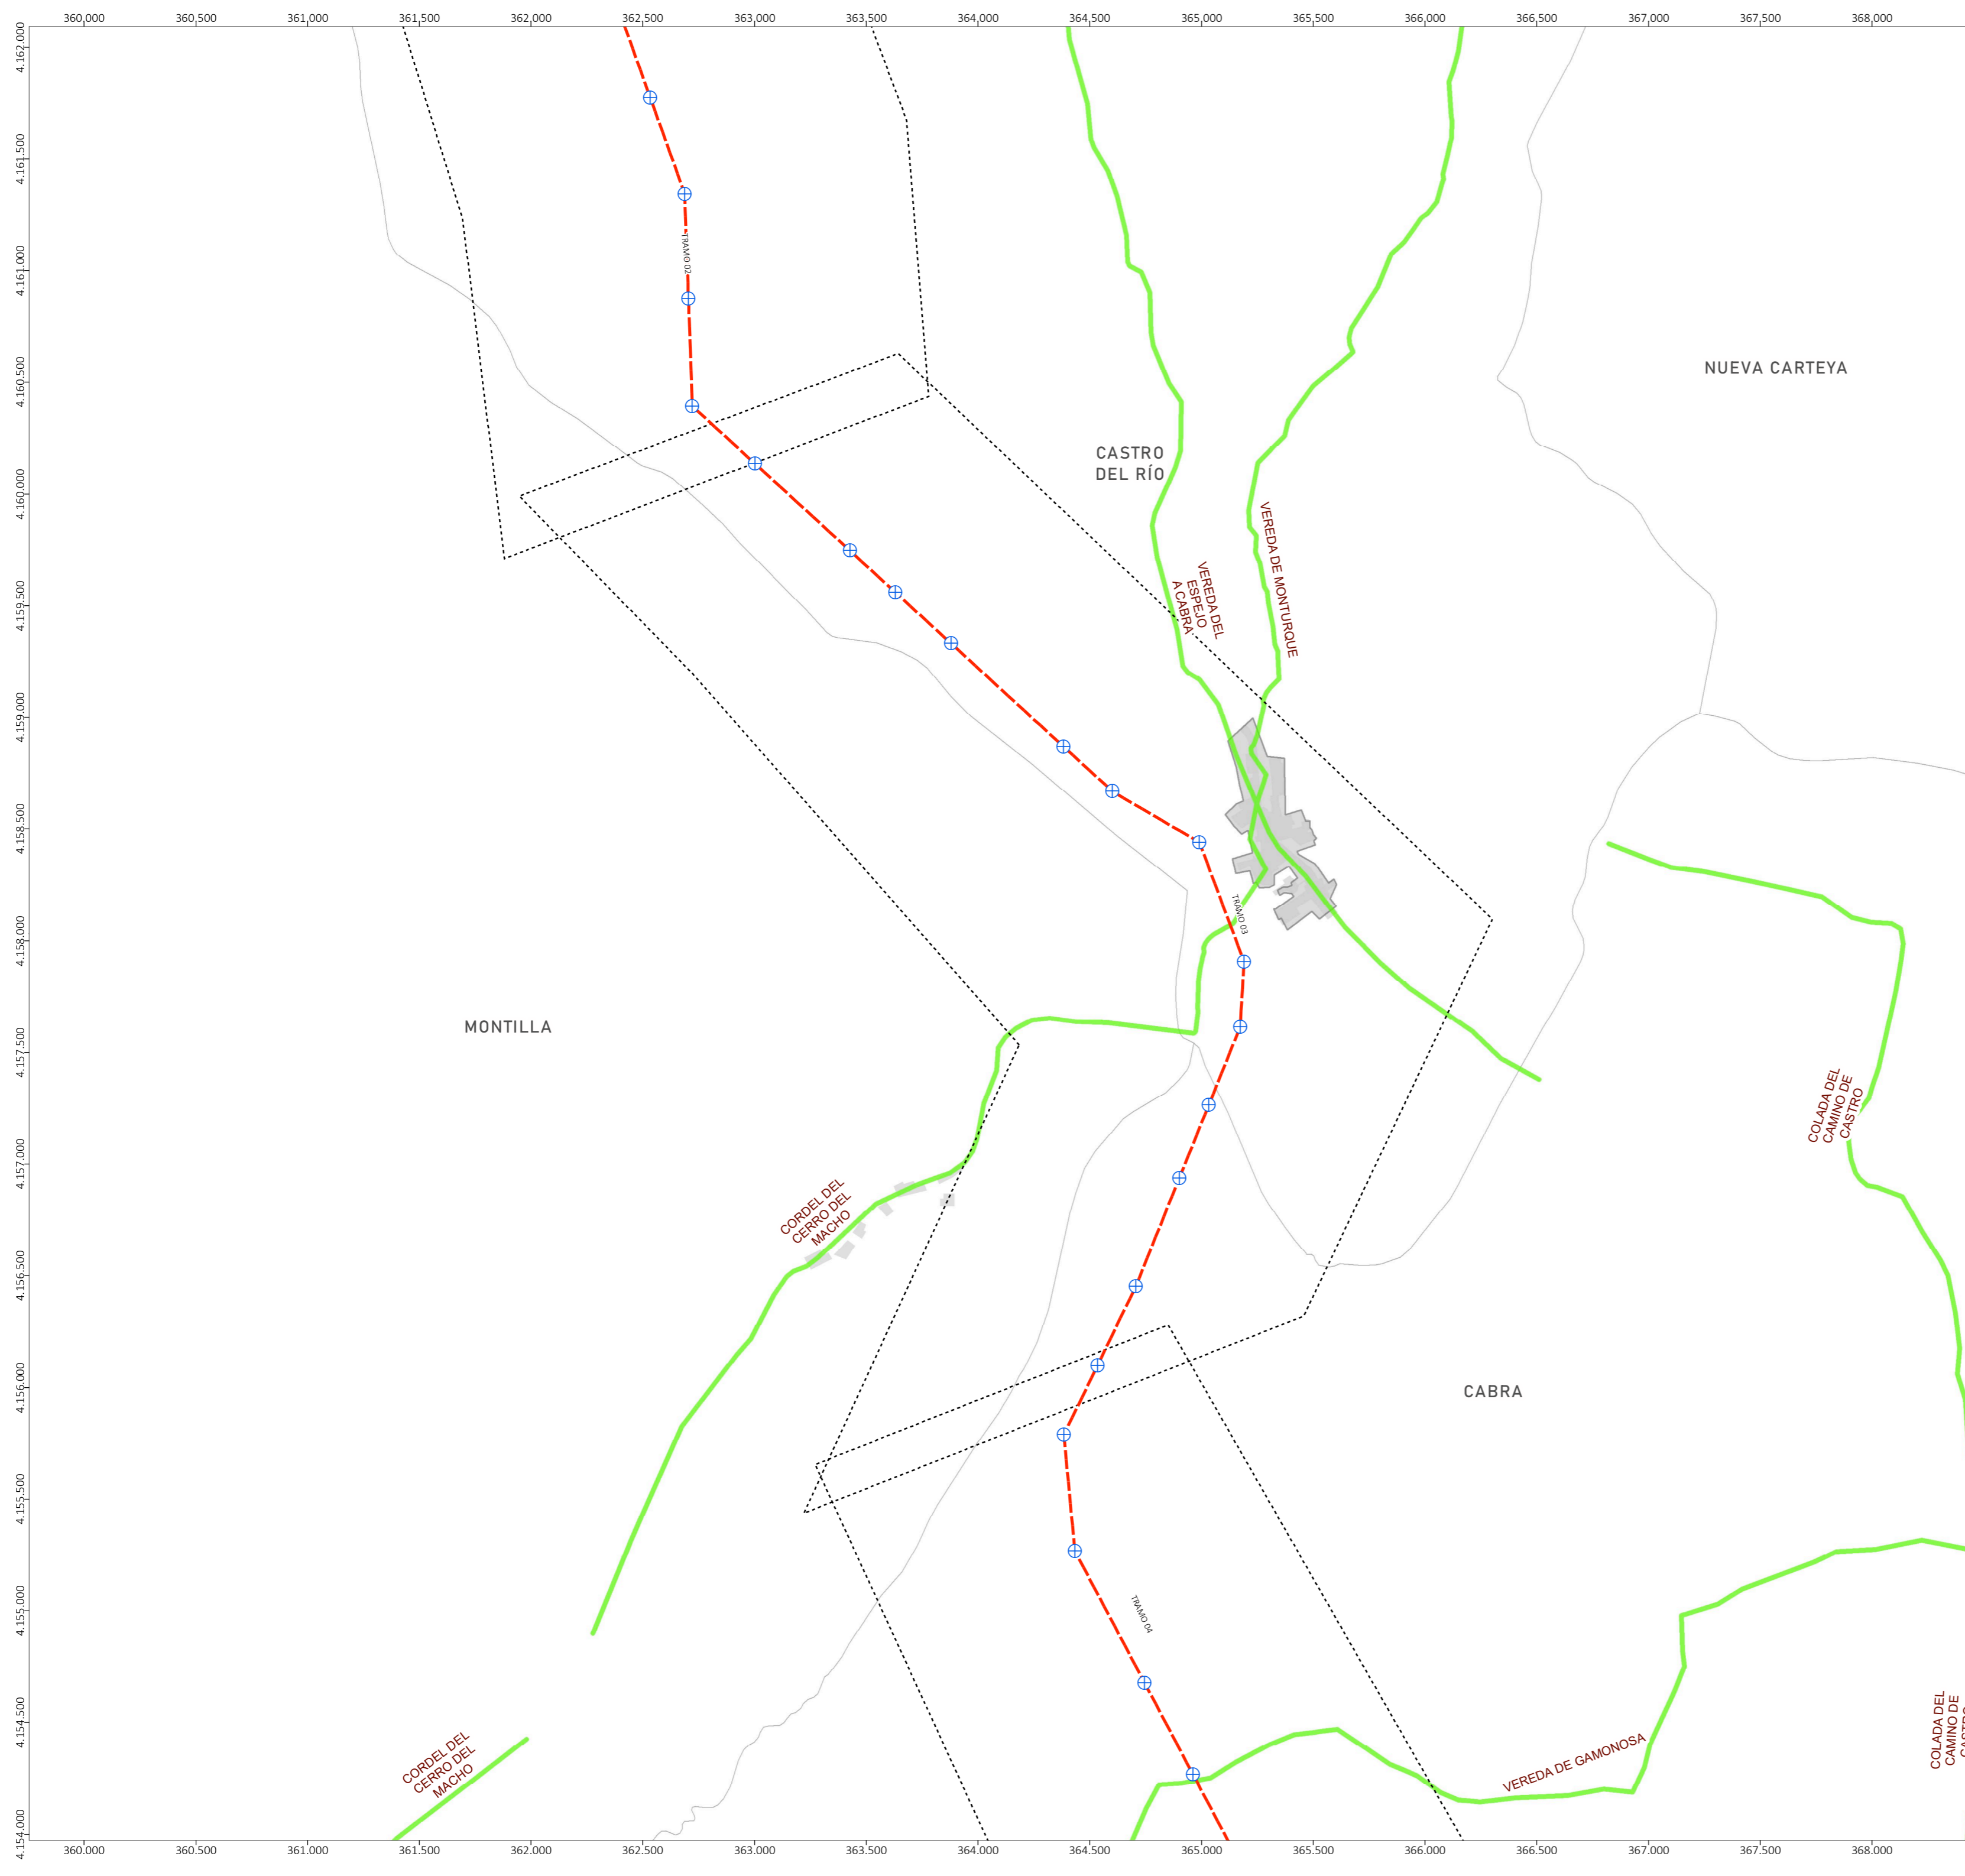 360.000 360.500 361.000 361.500 362.000 362.500 363.000 363.500 364.000 364.500 365.000 365.500 366.000 366.500 367.000 367.500 368.000
4.162.000
4.161.500
4.161.000
4.160.500
4.160.000
4.159.500
4.159.000
4.158.500
4.158.000
4.157.500
4.157.000
4.156.500
4.156.000
4.155.500
4.155.000
4.154.500
4.154.000
TRAMO 02
NUEVA CARTEYA
CASTRO
DEL RÍO
VEREDA DE MONTURQUE
VEREDA DEL
ESPEJO
A CABRA
TRAMO 03
MONTILLA
COLADA DEL
CAMINO DE
CASTRO
CORDEL DEL
CERRO DEL
MACHO
CABRA
TRAMO 04
VEREDA DE GAMONOSA
CORDEL DEL
CERRO DEL
MACHO
COLADA DEL
CAMINO DE
360.000 360.500 361.000 361.500 362.000 362.500 363.000 363.500 364.000 364.500 365.000 365.500 366.000 366.500 367.000 367.500 368.000